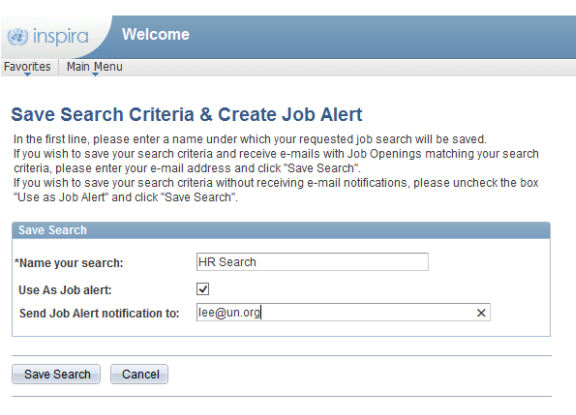 inspira Welcome
Favorites Main Menu
Save Search Criteria & Create Job Alert
In the first line, please enter a name under which your requested job search will be saved.
If you wish to save your search criteria and receive e-mails with Job Openings matching your search
criteria, please enter your e-mail address and click "Save Search".
If you wish to save your search criteria without receiving e-mail notifications, please uncheck the box
"Use as Job Alert" and click "Save Search".
Save Search
*Name your search: HR Search
Use As Job alert:
Send Job Alert notification to: lee@un.org
Save Search Cancel